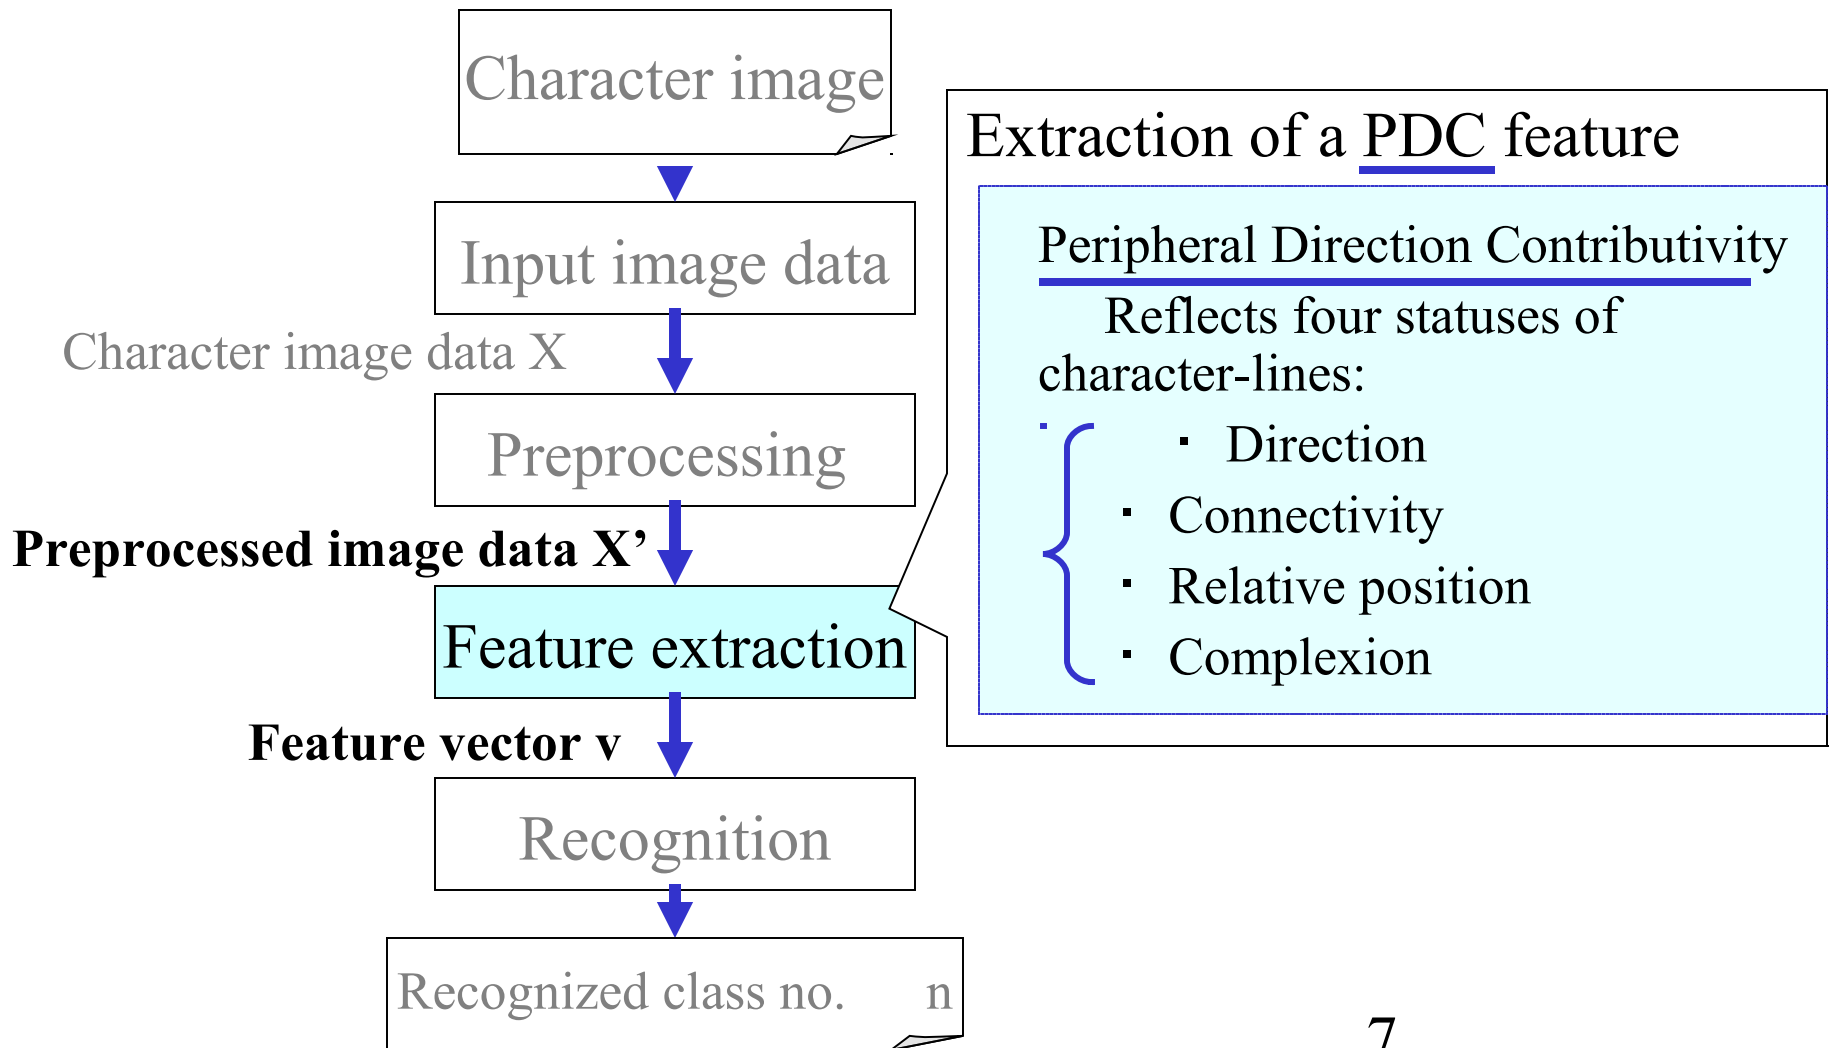 Character image
Input image data
Character image data X
Preprocessing
Preprocessed image data X’
Feature extraction
Feature vector v
Recognition
Recognized class no. n
Extraction of a PDC feature
Peripheral Direction Contributivity
Reflects four statuses of
character-lines:
▪ Direction
▪ Connectivity
▪ Relative position
▪ Complexion
7